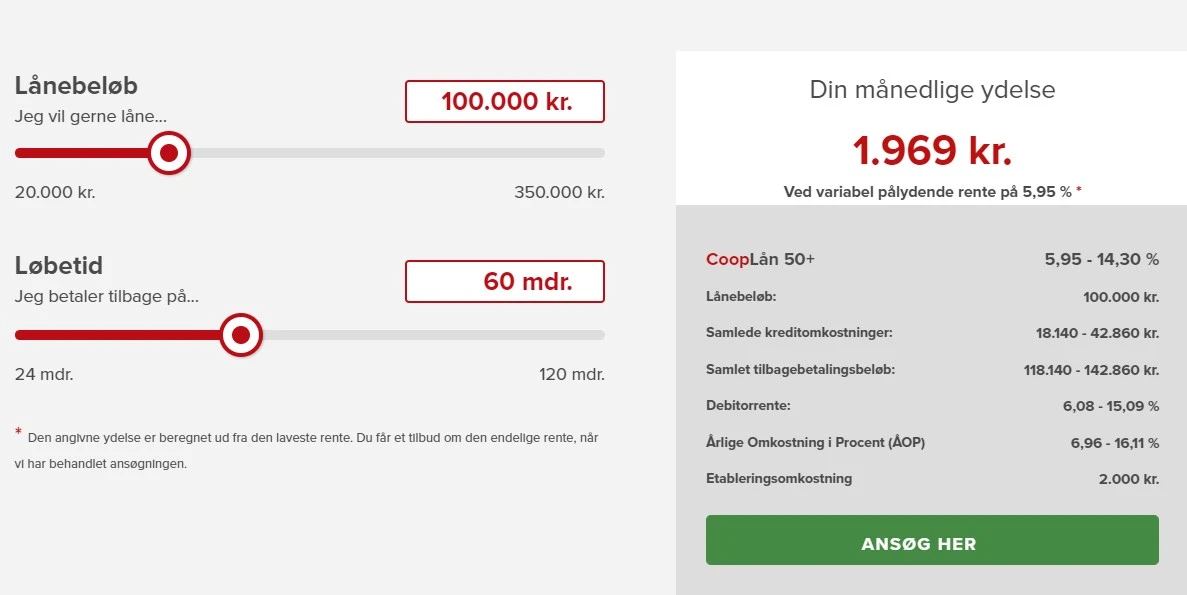 Lånebeløb
Jeg vil gerne låne...
100.000 kr.
20.000 kr. 350.000 kr.
Løbetid
Jeg betaler tilbage på...
60 mdr.
24 mdr. 120 mdr.
* Den angivne ydelse er beregnet ud fra den laveste rente. Du får et tilbud om den endelige rente, når
vi har behandlet ansøgningen.
Din månedlige ydelse
1.969 kr.
Ved variabel pålydende rente på 5,95 % *
CoopLån 50+ 5,95 - 14,30 %
Lånebeløb: 100.000 kr.
Samlede kreditomkostninger: 18.140 - 42.860 kr.
Samlet tilbagebetalingsbeløb: 118.140 - 142.860 kr.
Debitorrente: 6,08 - 15,09 %
Årlige Omkostning i Procent (ÅOP) 6,96 - 16,11 %
Etableringsomkostning 2.000 kr.
ANSØG HER